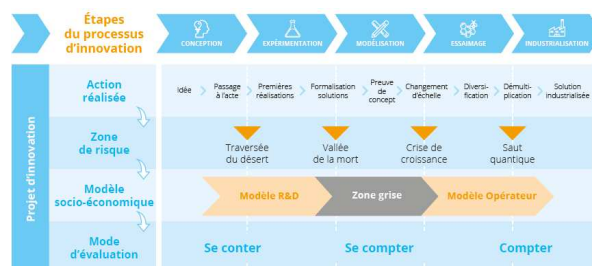 Étapes
du processus
d'innovation
CONCEPTION
EXPÉRIMENTATION
MODÉLISATION
ESSAIMAGE
INDUSTRIALISATION
Projet d'innovation
Action
réalisée
Idée
Passage
à l'acte
Premières
réalisations
Formalisation
solutions
Preuve
de
concept
Changement
d'échelle
Diversi-
fication
Démulti-
plication
Solution
industrialisée
Zone
de risque
Traversée
du désert
Vallée
de la mort
Crise de
croissance
Saut
quantique
Modèle
socio-économique
Modèle R&D
Zone grise
Modèle Opérateur
Mode
d'évaluation
Se conter
Se compter
Compter